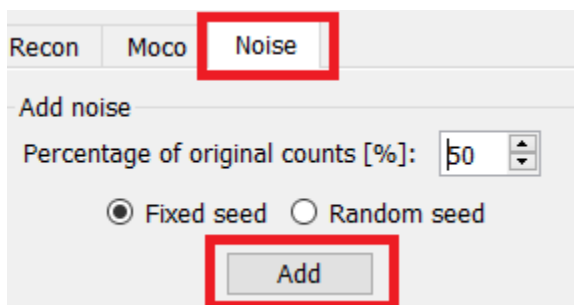 Recon Moco Noise
Add noise
Percentage of original counts [%]: 50
Fixed seed Random seed
Add